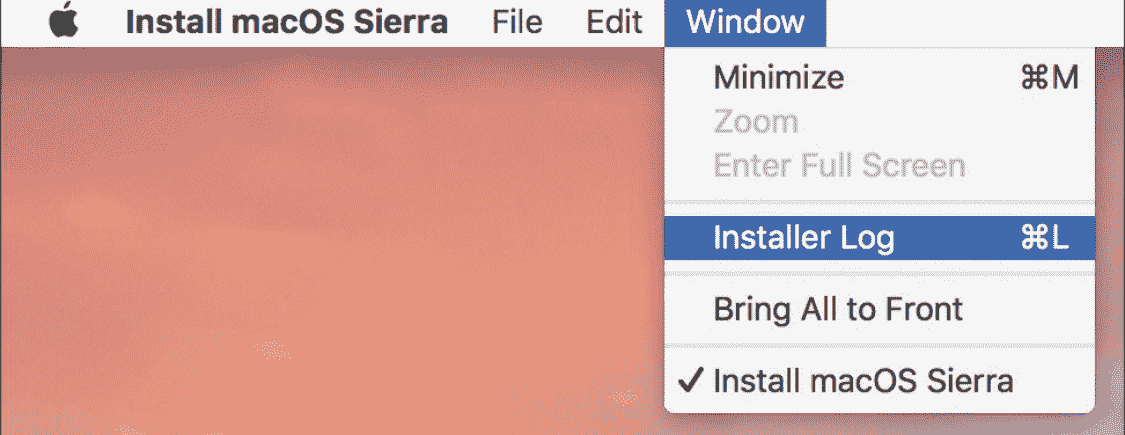 Install macOS Sierra File Edit Window
Minimize ⌘M
Zoom
Enter Full Screen
Installer Log ⌘L
Bring All to Front
✓ Install macOS Sierra